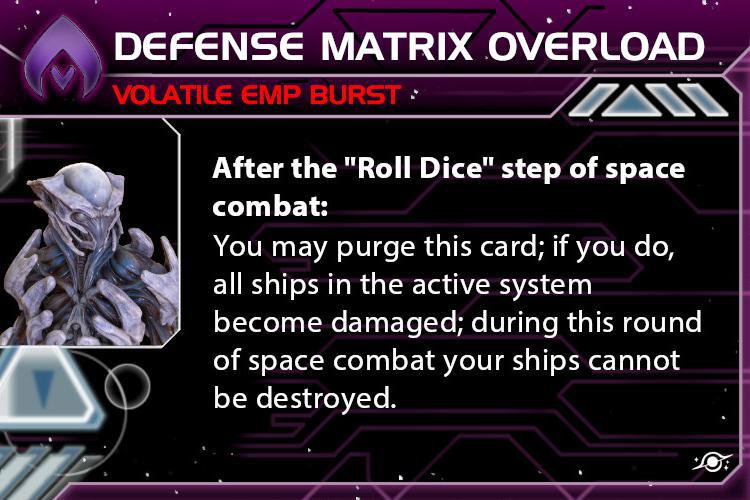 DEFENSE MATRIX OVERLOAD
VOLATILE EMP BURST
After the "Roll Dice" step of space
combat:
You may purge this card; if you do,
all ships in the active system
become damaged; during this round
of space combat your ships cannot
be destroyed.